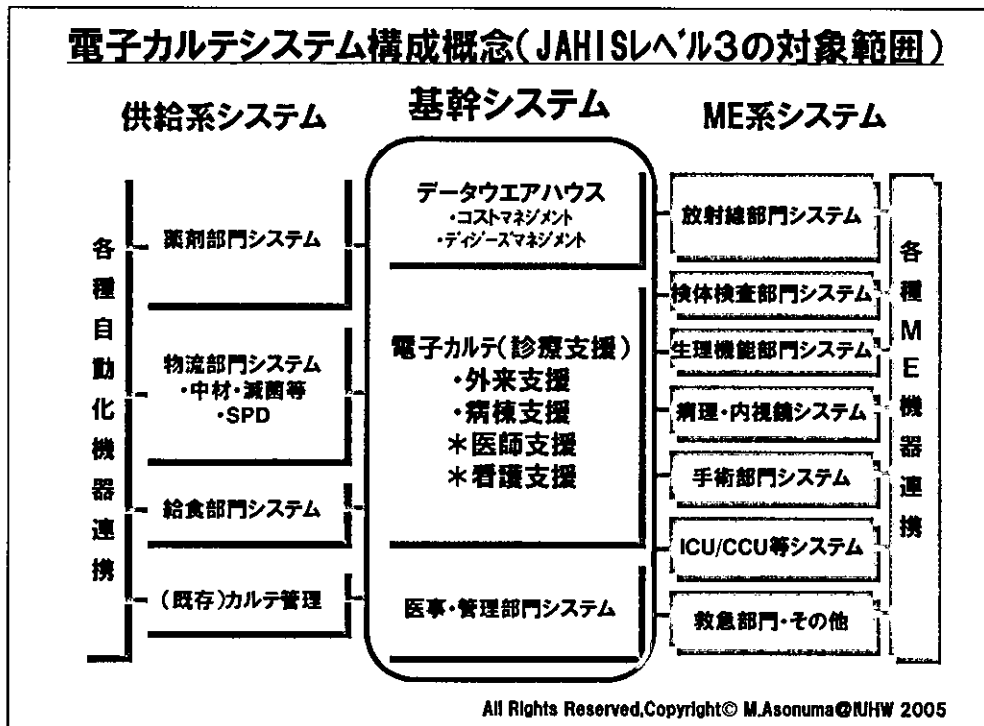 電子カルテシステム構成概念(JAHISレベル3の対象範囲)
供給系システム
基幹システム
ME系システム
各種自動化機器連携
薬剤部門システム
物流部門システム
・中材・滅菌等
・SPD
給食部門システム
(既存)カルテ管理
データウエアハウス
・コストマネジメント
・ディジーズマネジメント
電子カルテ(診療支援)
・外来支援
・病棟支援
＊医師支援
＊看護支援
医事・管理部門システム
放射線部門システム
検体検査部門システム
生理機能部門システム
病理・内視鏡システム
手術部門システム
ICU/CCU等システム
救急部門・その他
各種ME機器連携
All Rights Reserved,Copyright© M.Asonuma@IUHW 2005